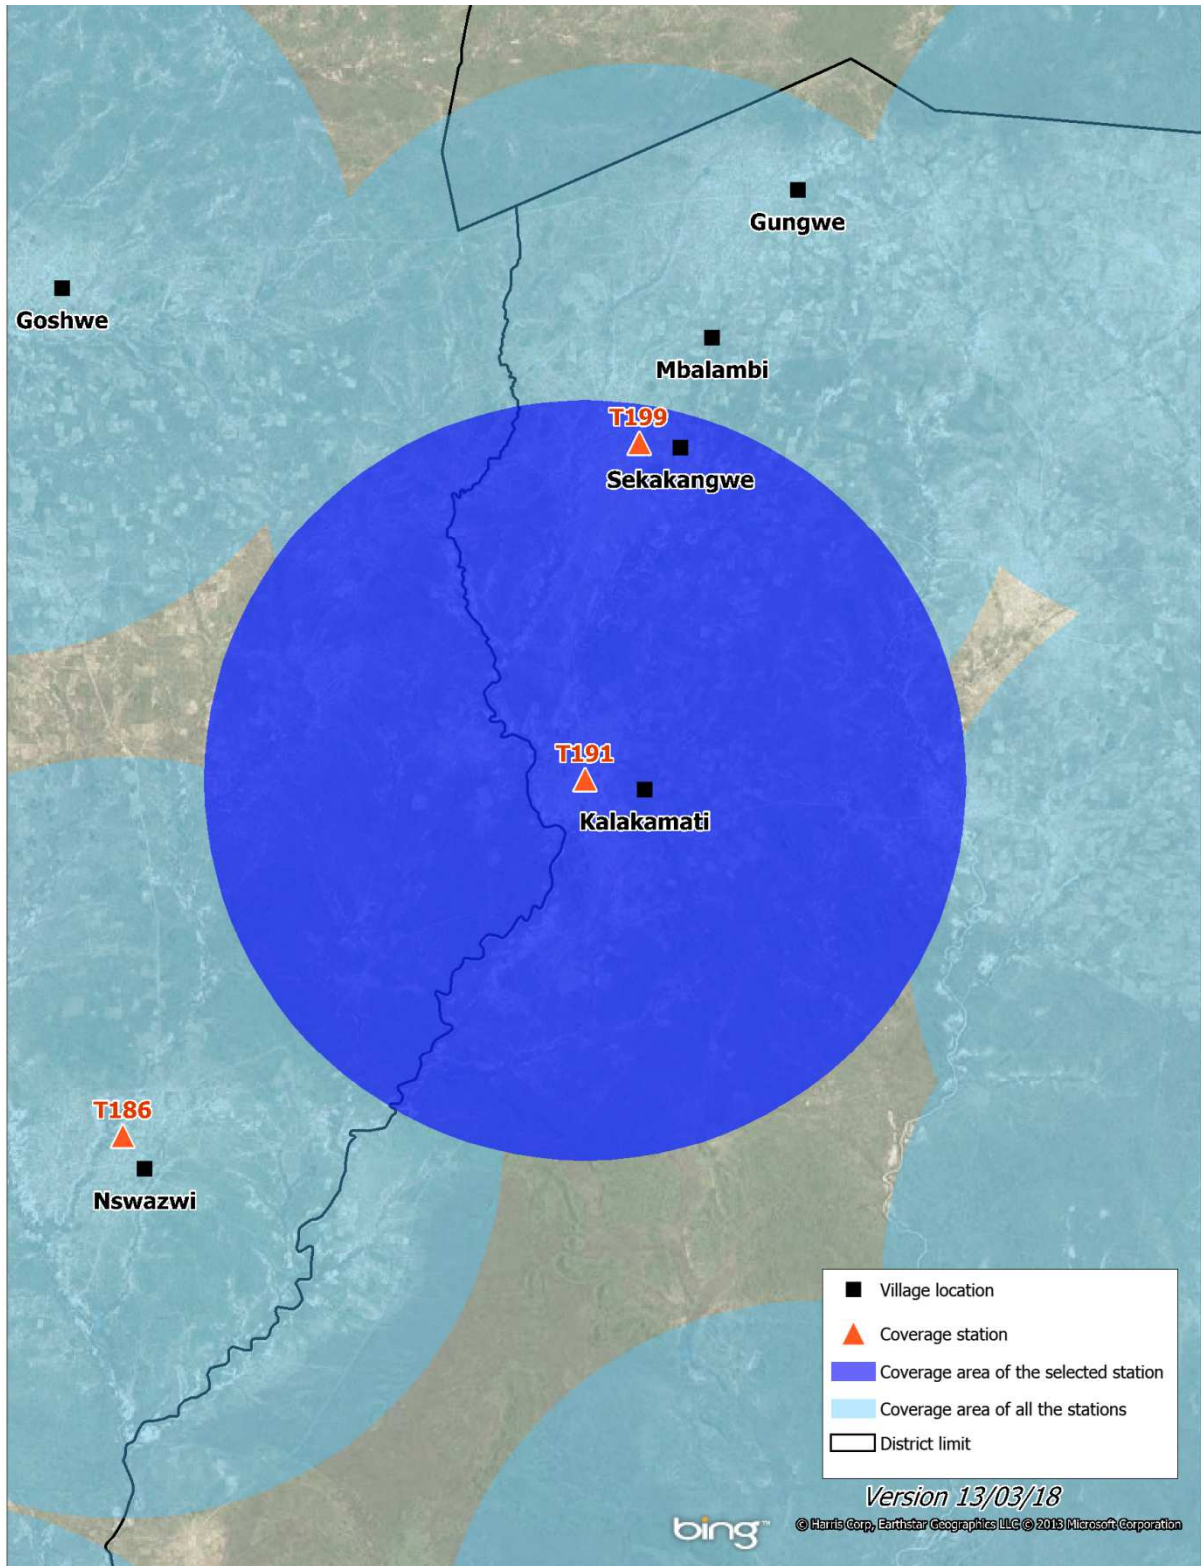 Gungwe
Goshwe
Mbalambi
T199
Sekakangwe
T191
Kalakamati
T186
Nswazwi
Village location
Coverage station
Coverage area of the selected station
Coverage area of all the stations
District limit
Version 13/03/18
bing™
© Harris Corp, Earthstar Geographics LLC © 2013 Microsoft Corporation